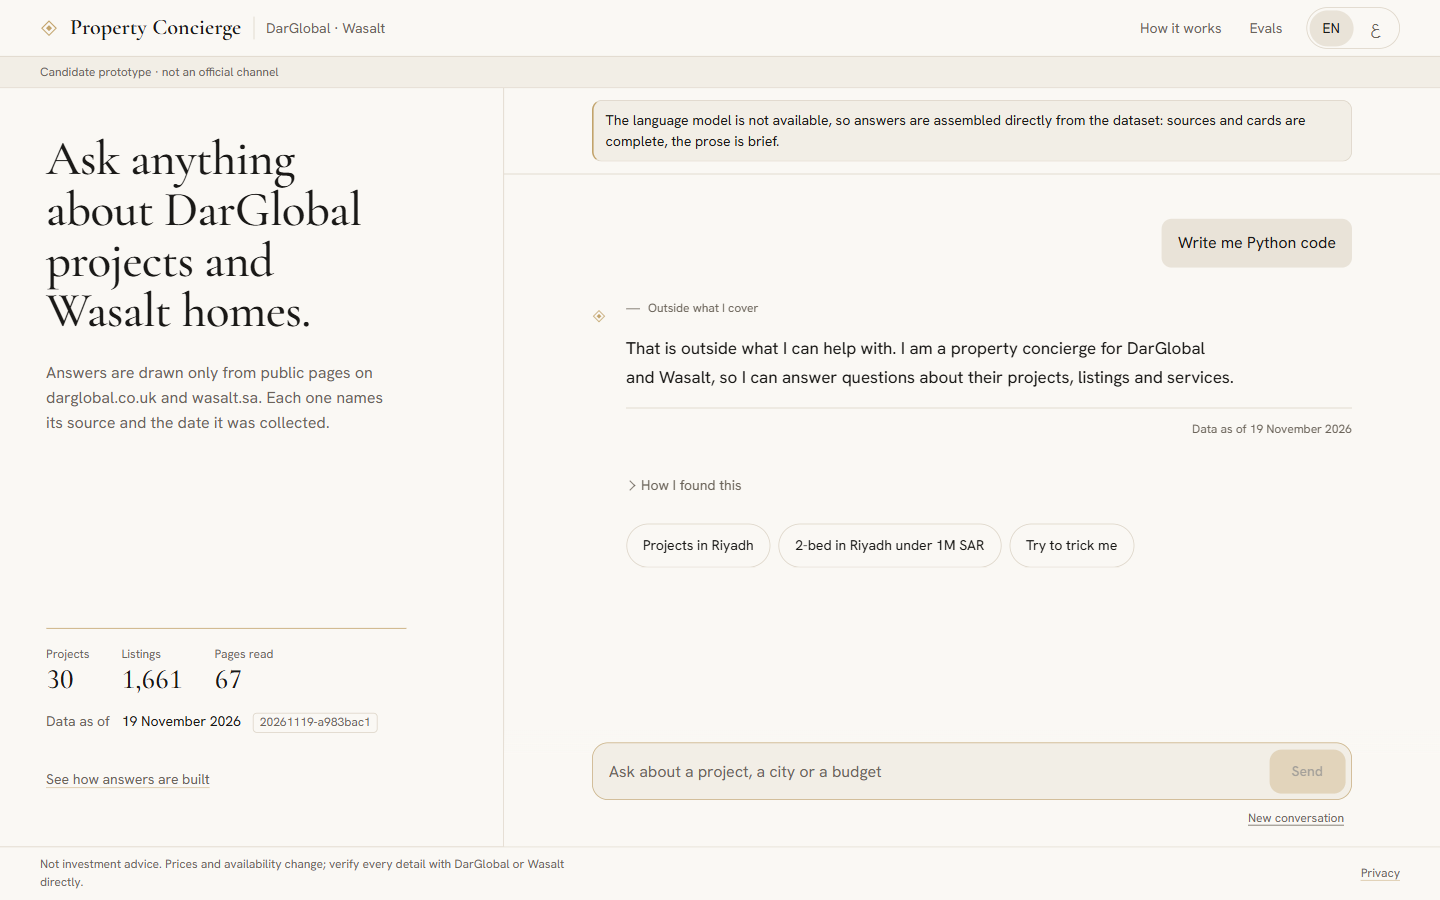 Property Concierge
DarGlobal · Wasalt
How it works
Evals
EN
ع
Candidate prototype · not an official channel
Ask anything
about DarGlobal
projects and
Wasalt homes.
Answers are drawn only from public pages on
darglobal.co.uk and wasalt.sa. Each one names
its source and the date it was collected.
Projects
Listings
Pages read
30
1,661
67
Data as of 19 November 2026 20261119-a983bac1
See how answers are built
The language model is not available, so answers are assembled directly from the dataset: sources and cards are
complete, the prose is brief.
Write me Python code
— Outside what I cover
That is outside what I can help with. I am a property concierge for DarGlobal
and Wasalt, so I can answer questions about their projects, listings and services.
Data as of 19 November 2026
How I found this
Projects in Riyadh
2-bed in Riyadh under 1M SAR
Try to trick me
Ask about a project, a city or a budget
Send
New conversation
Not investment advice. Prices and availability change; verify every detail with DarGlobal or Wasalt
directly.
Privacy